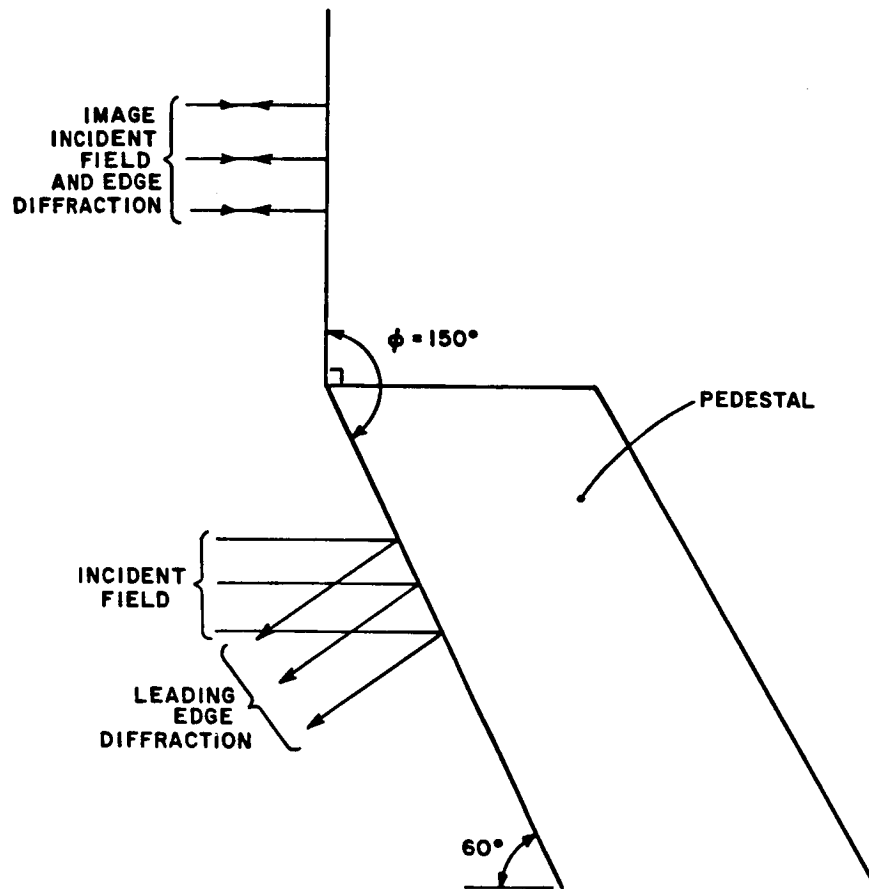 IMAGE
INCIDENT
FIELD
AND EDGE
DIFFRACTION
ϕ = 150°
PEDESTAL
INCIDENT
FIELD
LEADING
EDGE
DIFFRACTION
60°